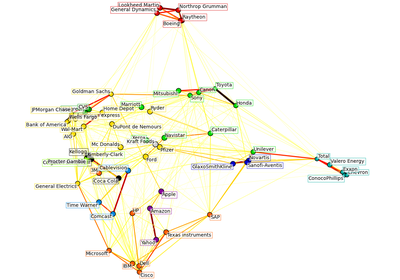 Lockheed Martin
General Dynamics
Northrop Grumman
Raytheon
Boeing
Goldman Sachs
Mitsubishi
Canon
Toyota
Sony
Honda
JPMorgan Chase
Marriott
Home Depot
Ryder
express
Wells Fargo
Bank of America
Wal-Mart
AIG
DuPont de Nemours
Navistar
Caterpillar
Mc Donalds
Kraft Foods
Pfizer
Kellogg
Kimberly-Clark
Procter Gamble
Ford
Unilever
Novartis
GlaxoSmithKline
Sanofi-Aventis
Total
Valero Energy
Exxon
Chevron
ConocoPhillips
Cablevision
3M
Coca Cola
General Electrics
Apple
Time Warner
Comcast
HP
Amazon
SAP
Yahoo
Texas instruments
Microsoft
IBM
Dell
Cisco